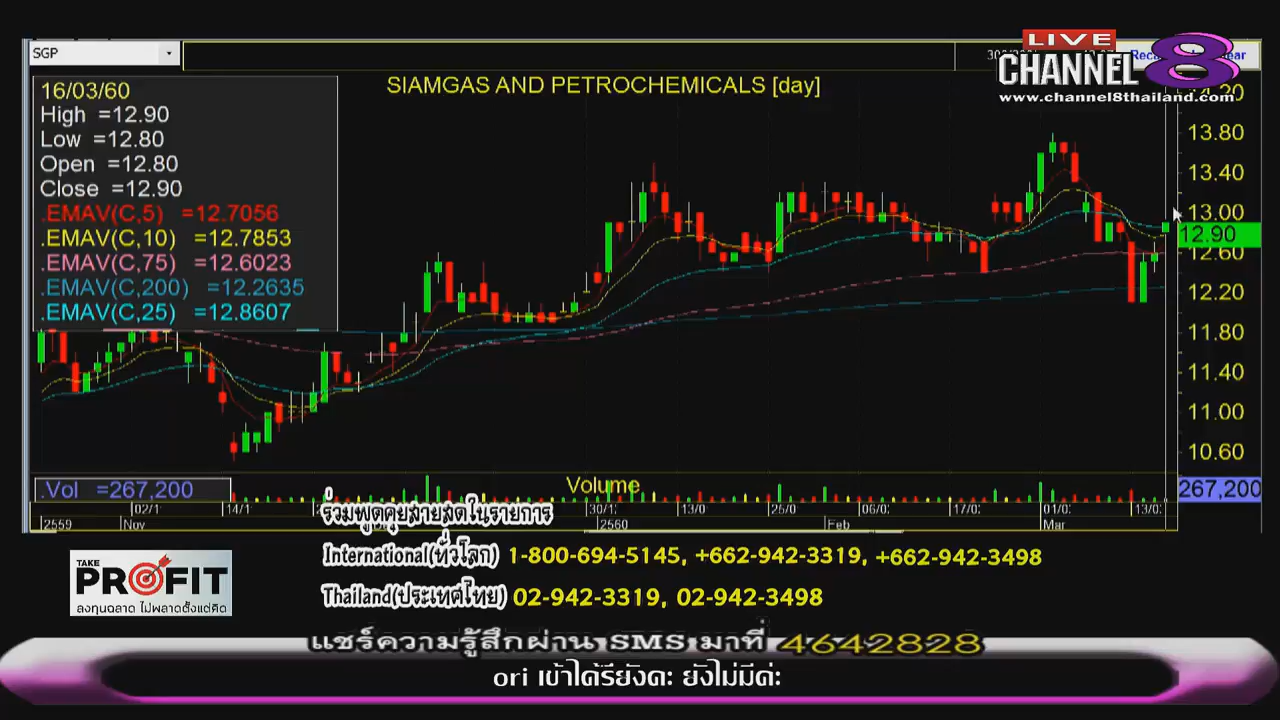 SGP
LIVE
CHANNEL 8
www.channel8thailand.com
SIAMGAS AND PETROCHEMICALS [day]
16/03/60
High =12.90
Low =12.80
Open =12.80
Close =12.90
.EMAV(C,5) =12.7056
.EMAV(C,10) =12.7853
.EMAV(C,75) =12.6023
.EMAV(C,200) =12.2635
.EMAV(C,25) =12.8607
13.80
13.40
13.00
12.90
12.60
12.20
11.80
11.40
11.00
10.60
.Vol =267,200
Volume
267,200
02/1 14/1 30/1 13/0 25/0 06/0 17/0 01/0 13/0
2559 Nov 2560 Feb Mar
ร่วมพูดคุยสายสดในรายการ
International(ทั่วโลก) 1-800-694-5145, +662-942-3319, +662-942-3498
Thailand(ประเทศไทย) 02-942-3319, 02-942-3498
TAKE
PROFIT
ลงทุนฉลาด ไม่พลาดตั้งแต่คิด
แชร์ความรู้สึกผ่าน SMS มาที่ 4642828
ori เข้าได้รึยังคะ ยังไม่มีค่ะ